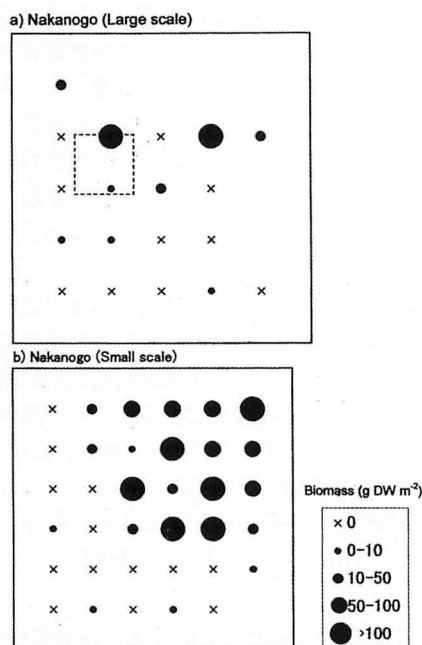 a) Nakanogo (Large scale)
b) Nakanogo (Small scale)
Biomass (g DW m⁻²)
× 0
0-10
10-50
50-100
>100